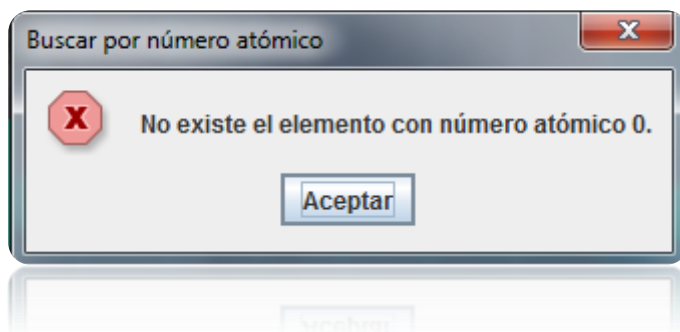 Buscar por número atómico
No existe el elemento con número atómico 0.
Aceptar